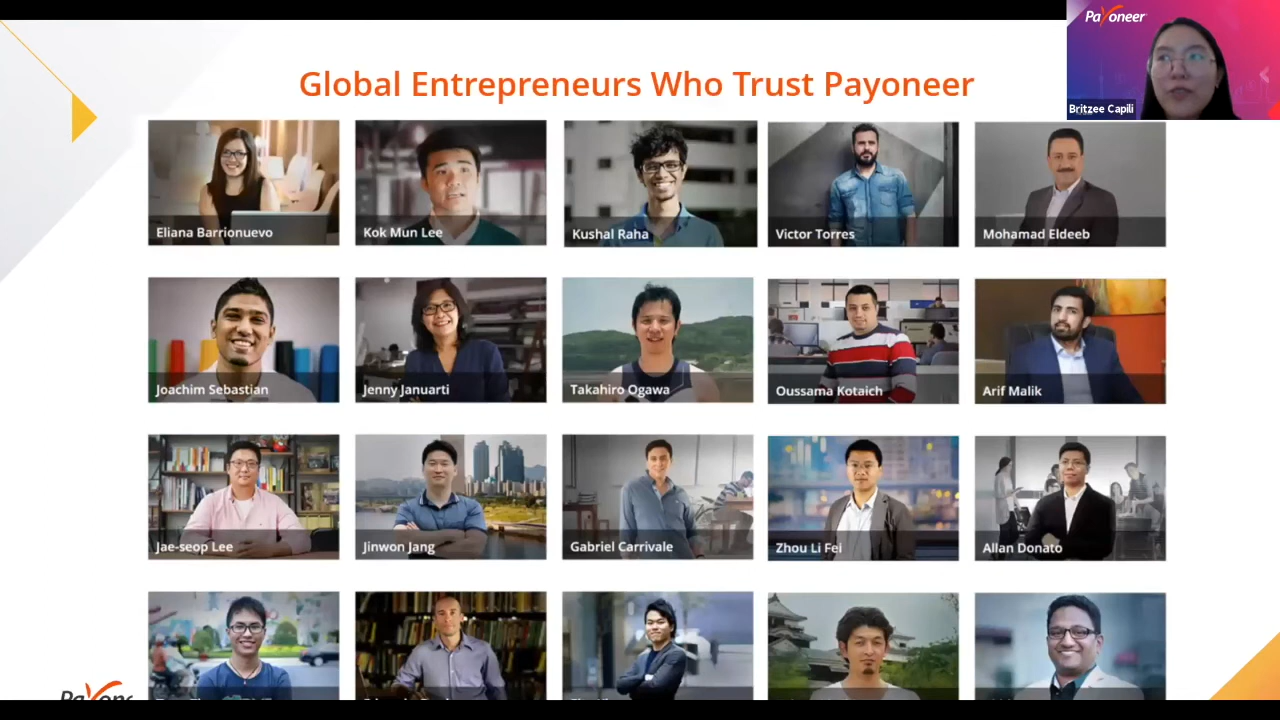 Payoneer
Global Entrepreneurs Who Trust Payoneer
Britzee Capili
Eliana Barrionuevo
Kok Mun Lee
Kushal Raha
Victor Torres
Mohamad Eldeeb
Joachim Sebastian
Jenny Januarti
Takahiro Ogawa
Oussama Kotaich
Arif Malik
Jae-seop Lee
Jinwon Jang
Gabriel Carrivale
Zhou Li Fei
Allan Donato